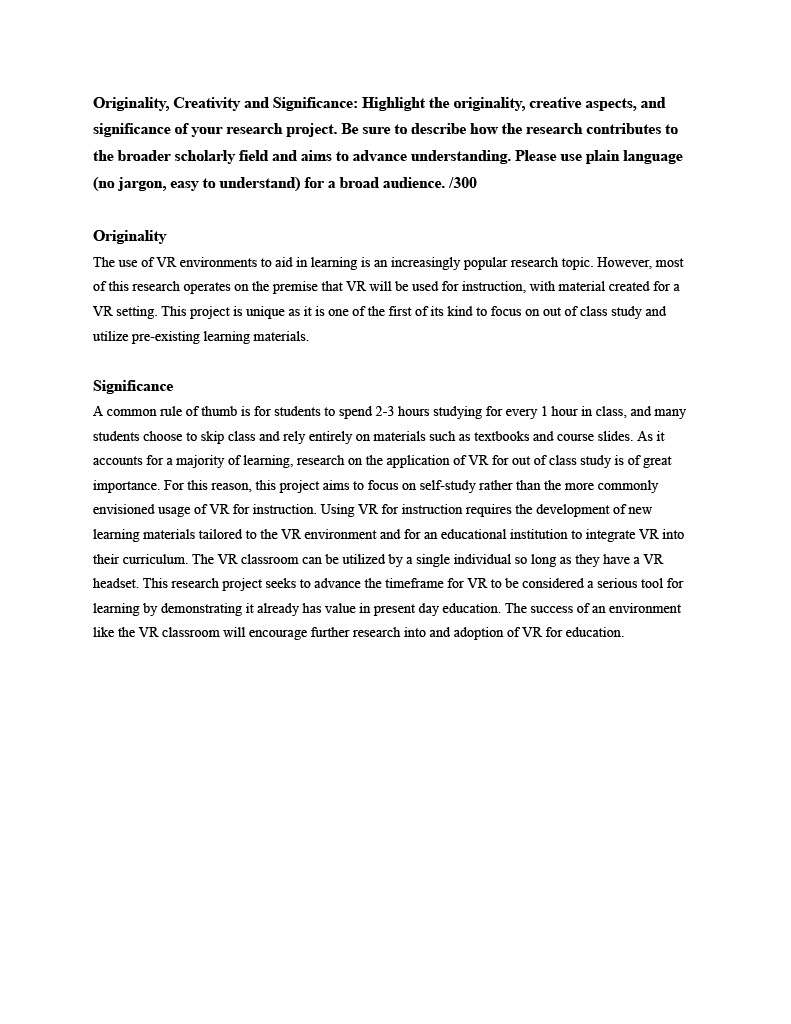 Originality, Creativity and Significance: Highlight the originality, creative aspects, and
significance of your research project. Be sure to describe how the research contributes to
the broader scholarly field and aims to advance understanding. Please use plain language
(no jargon, easy to understand) for a broad audience. /300
Originality
The use of VR environments to aid in learning is an increasingly popular research topic. However, most
of this research operates on the premise that VR will be used for instruction, with material created for a
VR setting. This project is unique as it is one of the first of its kind to focus on out of class study and
utilize pre-existing learning materials.
Significance
A common rule of thumb is for students to spend 2-3 hours studying for every 1 hour in class, and many
students choose to skip class and rely entirely on materials such as textbooks and course slides. As it
accounts for a majority of learning, research on the application of VR for out of class study is of great
importance. For this reason, this project aims to focus on self-study rather than the more commonly
envisioned usage of VR for instruction. Using VR for instruction requires the development of new
learning materials tailored to the VR environment and for an educational institution to integrate VR into
their curriculum. The VR classroom can be utilized by a single individual so long as they have a VR
headset. This research project seeks to advance the timeframe for VR to be considered a serious tool for
learning by demonstrating it already has value in present day education. The success of an environment
like the VR classroom will encourage further research into and adoption of VR for education.